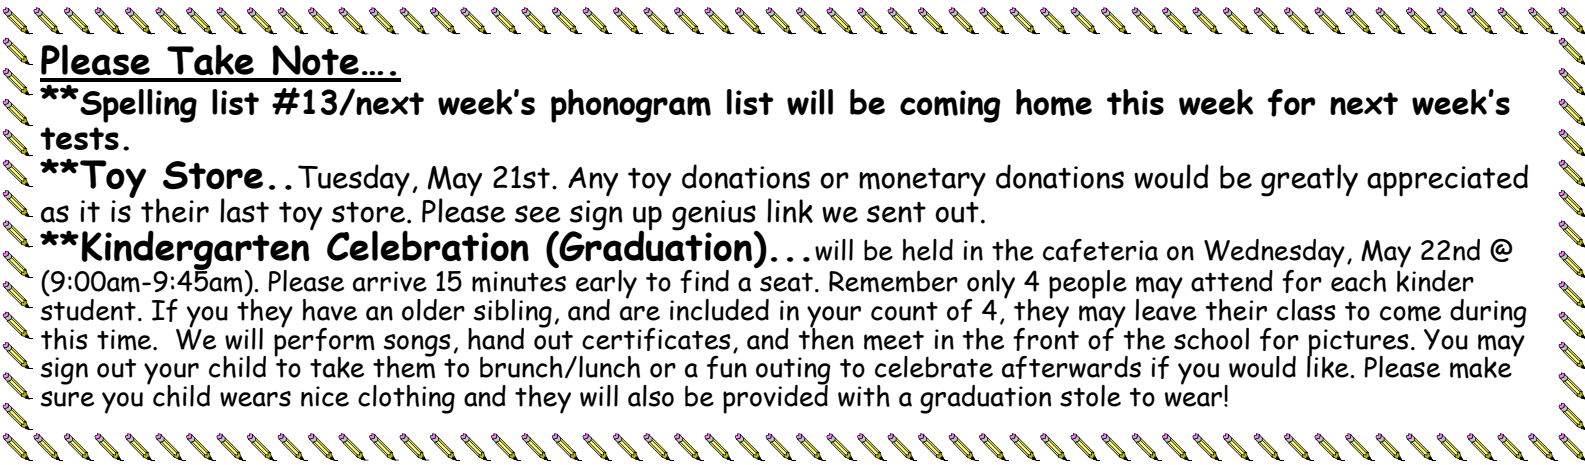 Please Take Note….
**Spelling list #13/next week’s phonogram list will be coming home this week for next week’s
tests.
**Toy Store..Tuesday, May 21st. Any toy donations or monetary donations would be greatly appreciated
as it is their last toy store. Please see sign up genius link we sent out.
**Kindergarten Celebration (Graduation)...will be held in the cafeteria on Wednesday, May 22nd @
(9:00am-9:45am). Please arrive 15 minutes early to find a seat. Remember only 4 people may attend for each kinder
student. If you they have an older sibling, and are included in your count of 4, they may leave their class to come during
this time.  We will perform songs, hand out certificates, and then meet in the front of the school for pictures. You may
sign out your child to take them to brunch/lunch or a fun outing to celebrate afterwards if you would like. Please make
sure you child wears nice clothing and they will also be provided with a graduation stole to wear!